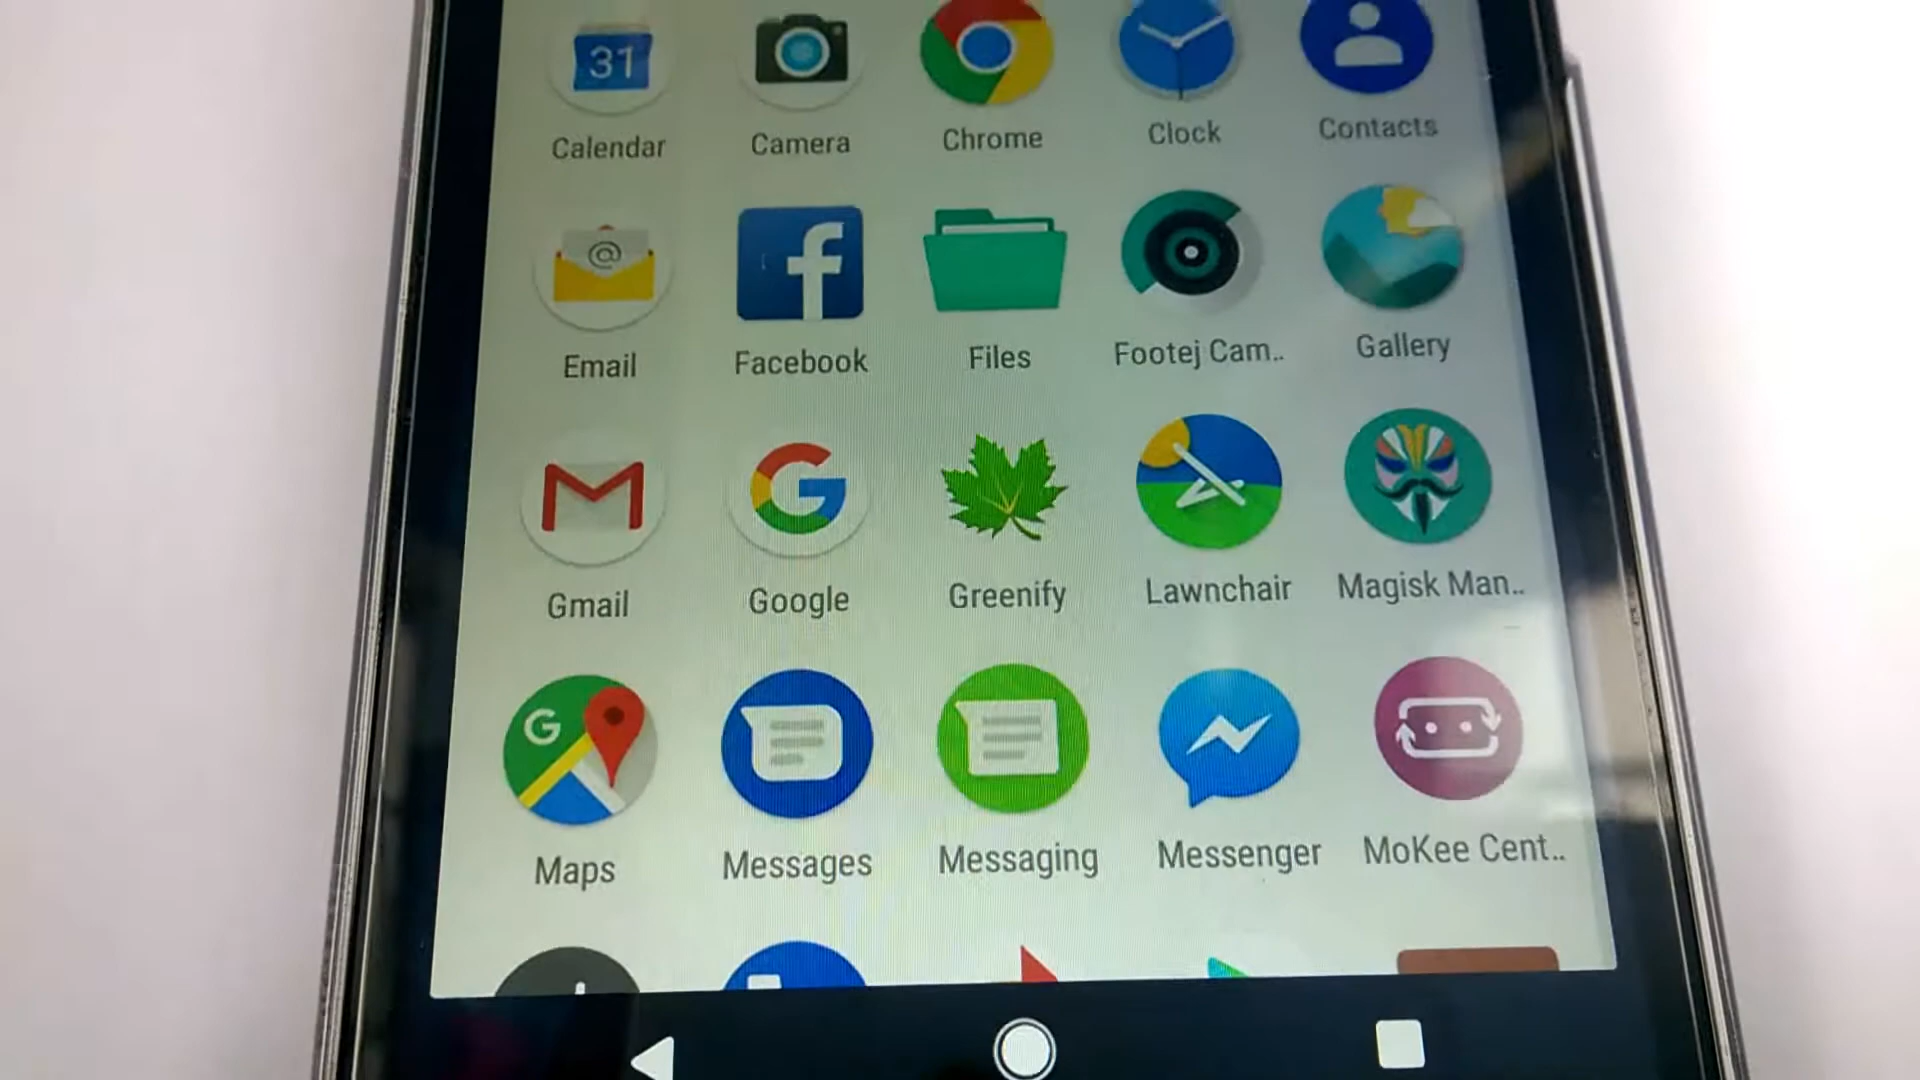 31
Calendar
Camera
Chrome
Clock
Contacts
@
f
Email
Facebook
Files
Footej Cam..
Gallery
M
G
Gmail
Google
Greenify
Lawnchair
Magisk Man..
G
Maps
Messages
Messaging
Messenger
MoKee Cent..